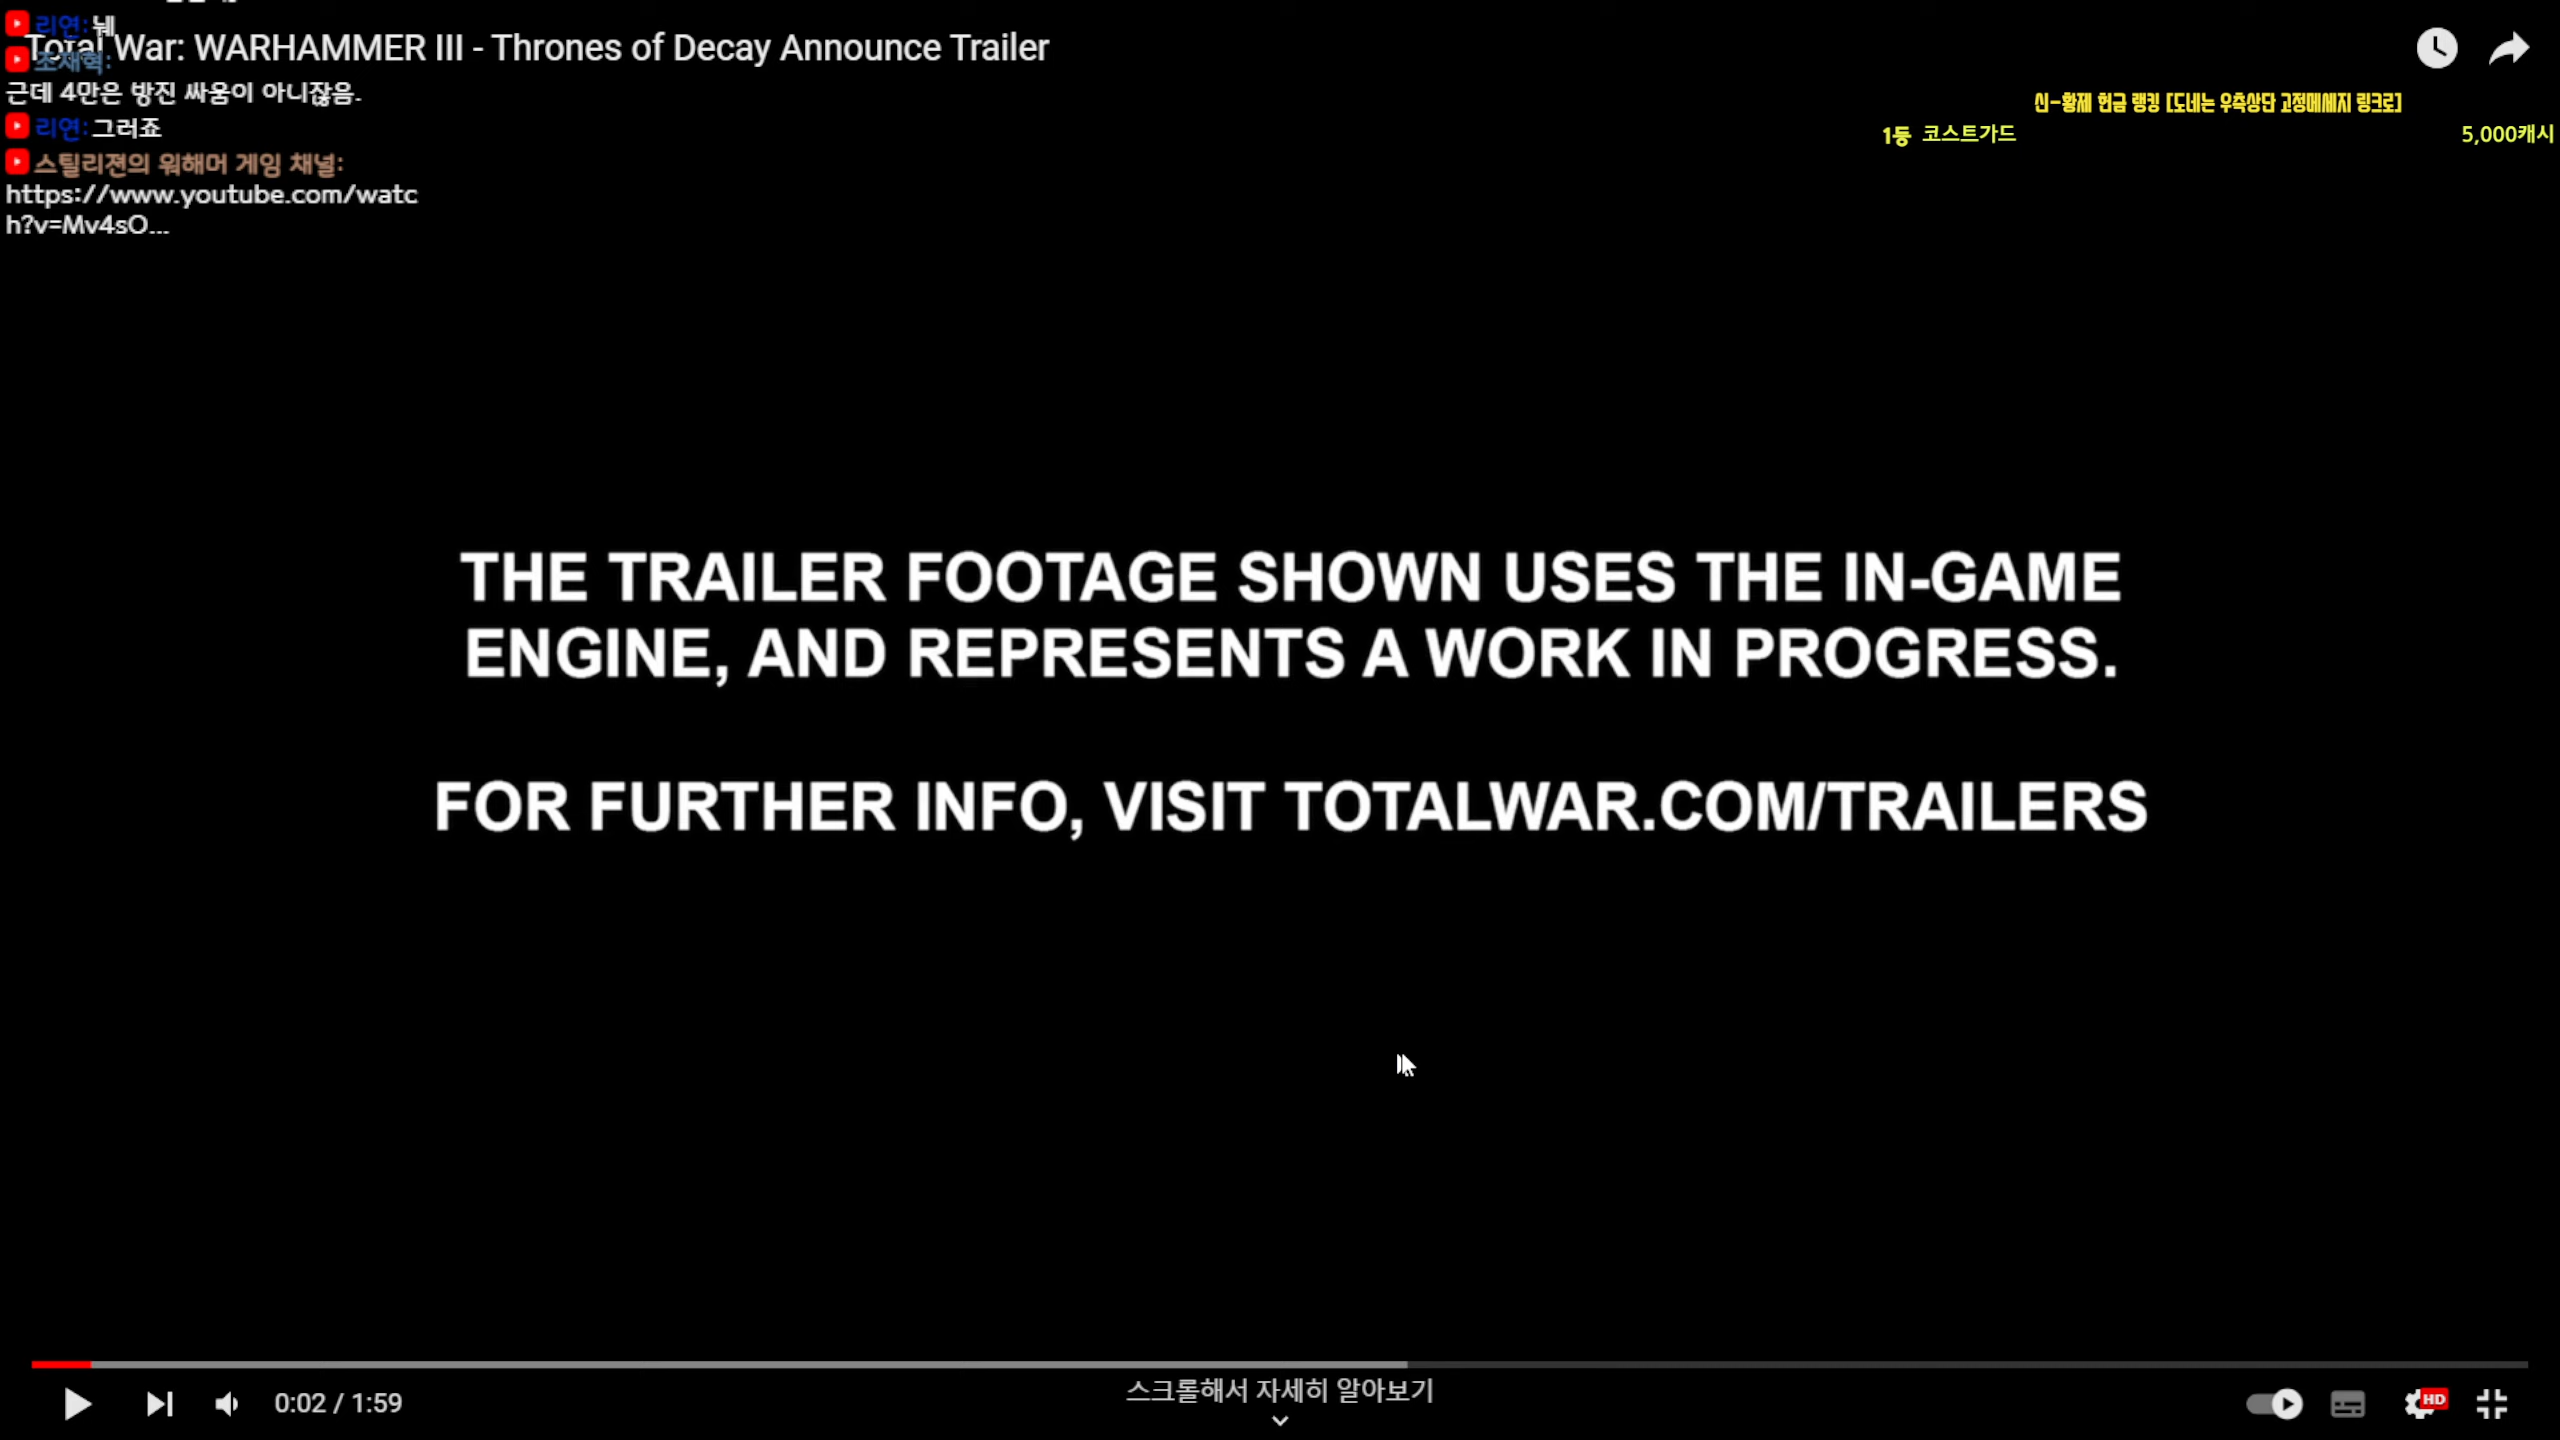 리연: 눼
Total War: WARHAMMER III - Thrones of Decay Announce Trailer
조재혁:
근데 4만은 방진 싸움이 아니잖음.
리연: 그러죠
스틸리젼의 워해머 게임 채널:
https://www.youtube.com/watc
h?v=Mv4sO...
신-황제 헌금 랭킹 [도네는 우측상단 고정메세지 링크로]
1등 코스트가드 5,000캐시
THE TRAILER FOOTAGE SHOWN USES THE IN-GAME
ENGINE, AND REPRESENTS A WORK IN PROGRESS.
FOR FURTHER INFO, VISIT TOTALWAR.COM/TRAILERS
스크롤해서 자세히 알아보기
0:02 / 1:59
HD